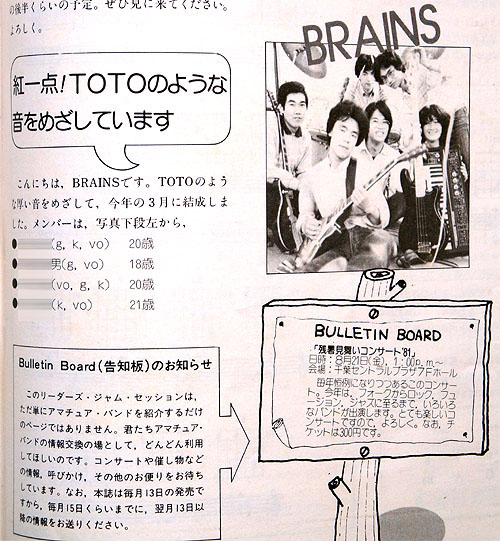 の後半くらいの予定。ぜひ見に来てください。
よろしく。
BRAINS
紅一点!TOTOのような
音をめざしています
こんにちは、BRAINSです。TOTOのよう
な厚い音をめざして、今年の3月に結成しま
した。メンバーは、写真下段左から、
● (g, k, vo) 20歳
● 男(g, vo) 18歳
● (vo, g, k) 20歳
● (k, vo) 21歳
Bulletin Board(告知板)のお知らせ
このリーダーズ・ジャム・セッションは、
ただ単にアマチュア・バンドを紹介するだけ
のページではありません。君たちアマチュア・
バンドの情報交換の場として、どんどん利用
してほしいのです。コンサートや催し物など
の情報、呼びかけ、その他のお便りをお待ち
しています。なお、本誌は毎月13日の発売で
すから、毎月15日くらいまでに、翌月13日以
降の情報をお送りください。
BULLETIN BOARD
「残暑見舞いコンサート'81」
日時:8月21日(金)、1:00p.m.~
会場:千葉セントラルプラザ7Fホール
毎年恒例になりつつあるこのコンサー
ト。今年は、フォークからロック、フュ
ージョン、ジャズに至るまで、いろいろ
なバンドが出演します。とても楽しいコ
ンサートですので、よろしく。なお、チ
ケットは300円です。